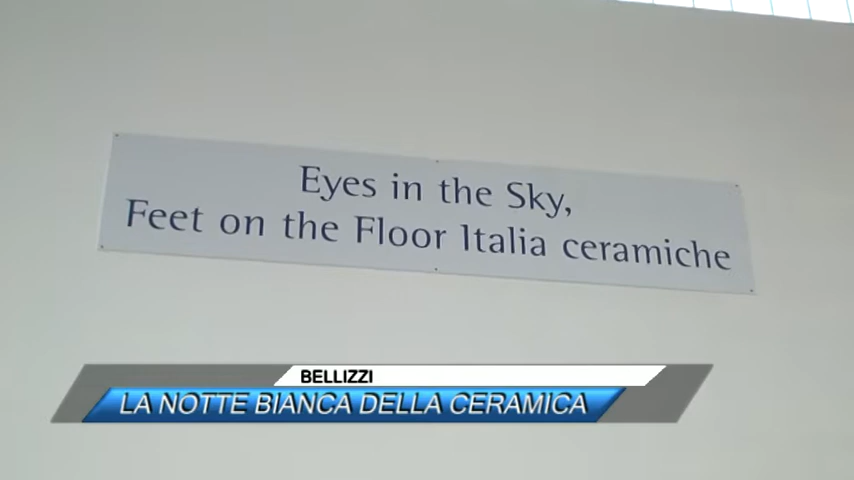 Eyes in the Sky,
Feet on the Floor Italia ceramiche
BELLIZZI
LA NOTTE BIANCA DELLA CERAMICA